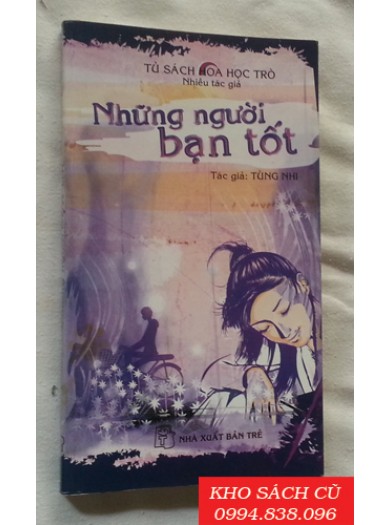 TỦ SÁCH HOA HỌC TRÒ
Nhiều tác giả
Những người
bạn tốt
Tác giả: TÙNG NHI
NHÀ XUẤT BẢN TRẺ
KHO SÁCH CŨ
0994.838.096